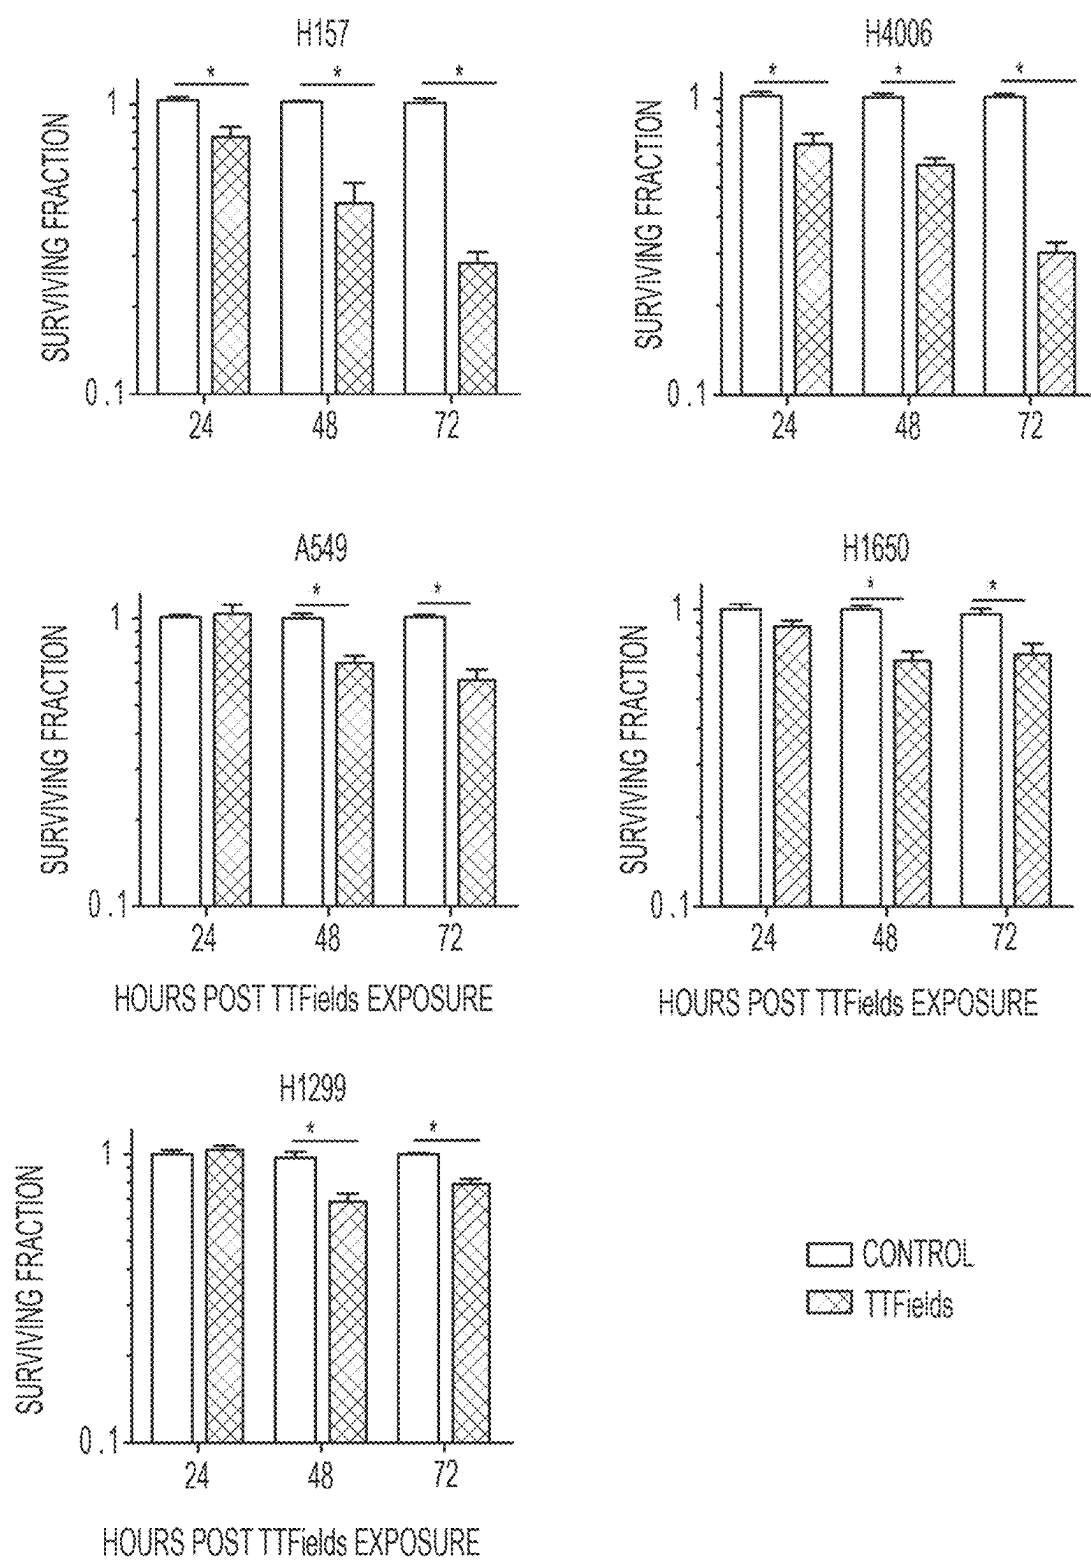 H157
*
*
*
1
SURVIVING FRACTION
0.1
24
48
72
H4006
*
*
*
1
SURVIVING FRACTION
0.1
24
48
72
A549
*
*
1
SURVIVING FRACTION
0.1
24
48
72
HOURS POST TTFields EXPOSURE
H1650
*
*
1
SURVIVING FRACTION
0.1
24
48
72
HOURS POST TTFields EXPOSURE
H1299
*
*
1
SURVIVING FRACTION
0.1
24
48
72
HOURS POST TTFields EXPOSURE
CONTROL
TTFields